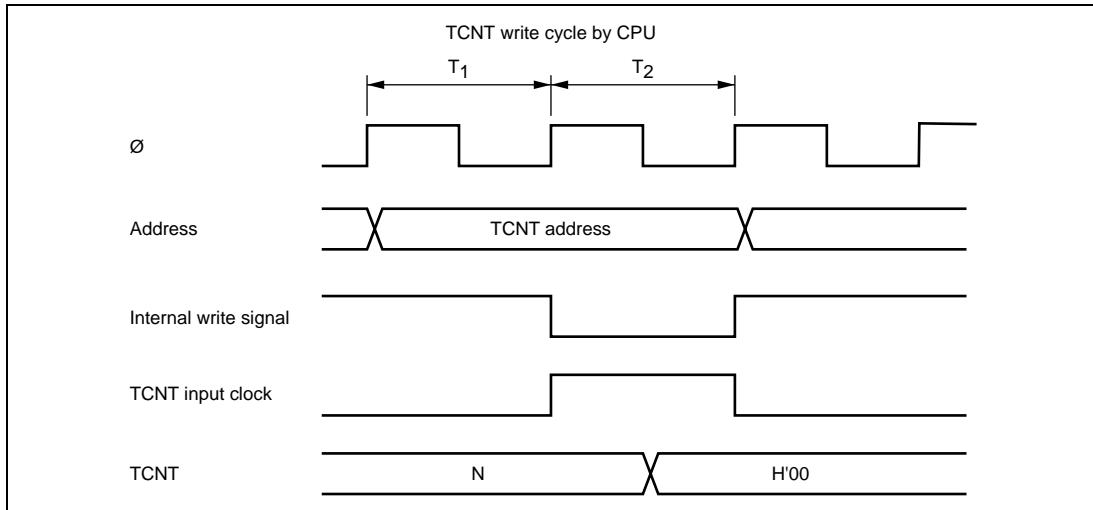 TCNT write cycle by CPU
T1 T2
Ø
Address TCNT address
Internal write signal
TCNT input clock
TCNT N H'00